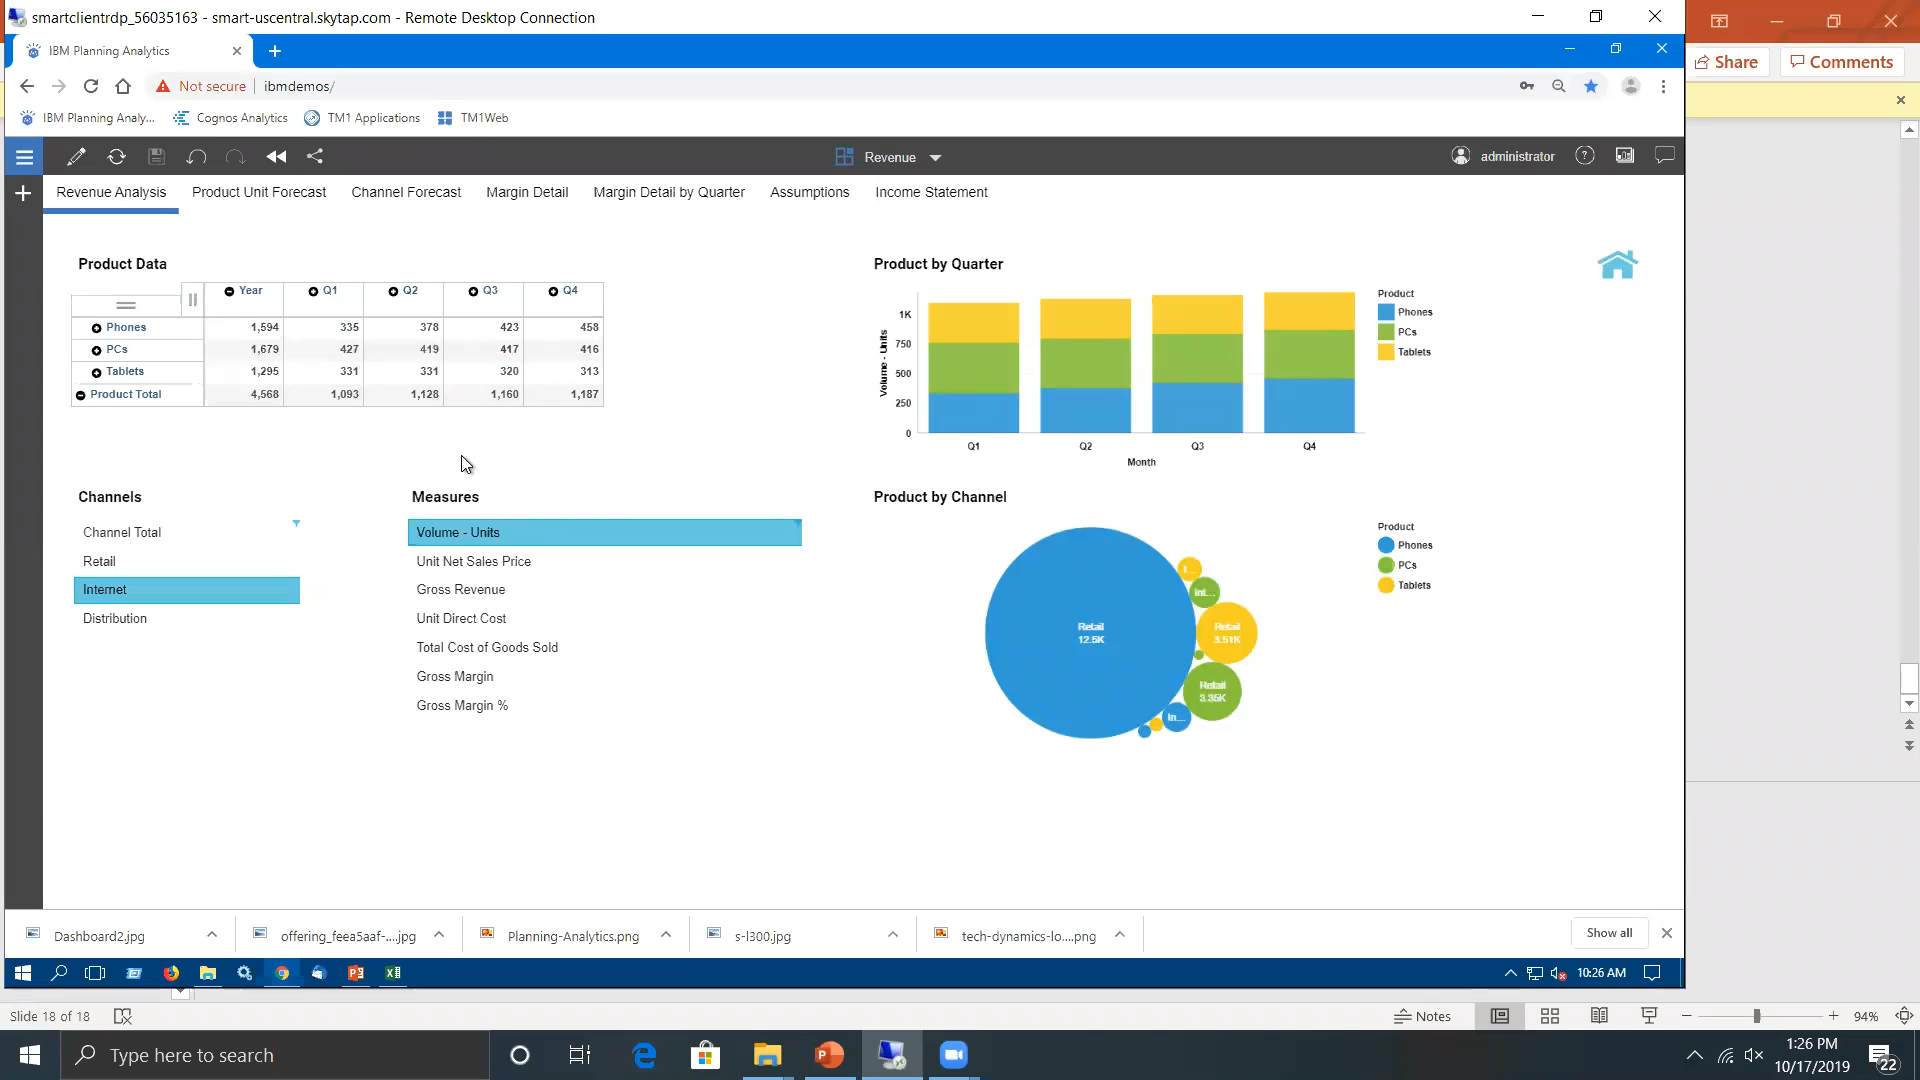 smartclientrdp_56035163 - smart-uscentral.skytap.com - Remote Desktop Connection
IBM Planning Analytics
Share
Comments
Not secure
ibmdemos/
IBM Planning Analy...
Cognos Analytics
TM1 Applications
TM1Web
Revenue
administrator
Revenue Analysis
Product Unit Forecast
Channel Forecast
Margin Detail
Margin Detail by Quarter
Assumptions
Income Statement
Product Data
Year Q1 Q2 Q3 Q4
Phones 1,594 335 378 423 458
PCs 1,679 427 419 417 416
Tablets 1,295 331 331 320 313
Product Total 4,568 1,093 1,128 1,160 1,187
Product by Quarter
Volume - Units
1K
750
500
250
0
Q1 Q2 Q3 Q4
Month
Product
Phones
PCs
Tablets
Channels
Channel Total
Retail
Internet
Distribution
Measures
Volume - Units
Unit Net Sales Price
Gross Revenue
Unit Direct Cost
Total Cost of Goods Sold
Gross Margin
Gross Margin %
Product by Channel
Retail
12.5K
I...
Int...
Retail
3.51K
Retail
3.35K
In...
Product
Phones
PCs
Tablets
Dashboard2.jpg
offering_feea5aaf-....jpg
Planning-Analytics.png
s-l300.jpg
tech-dynamics-lo....png
Show all
10:26 AM
Slide 18 of 18
Notes
94%
Type here to search
1:26 PM
10/17/2019
22